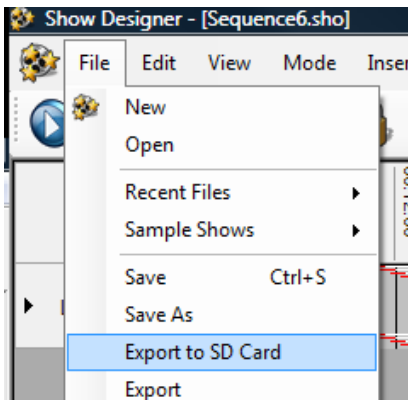 Show Designer - [Sequence6.sho]
File Edit View Mode
New
Open
Recent Files
Sample Shows
Save Ctrl+S
Save As
Export to SD Card
Export